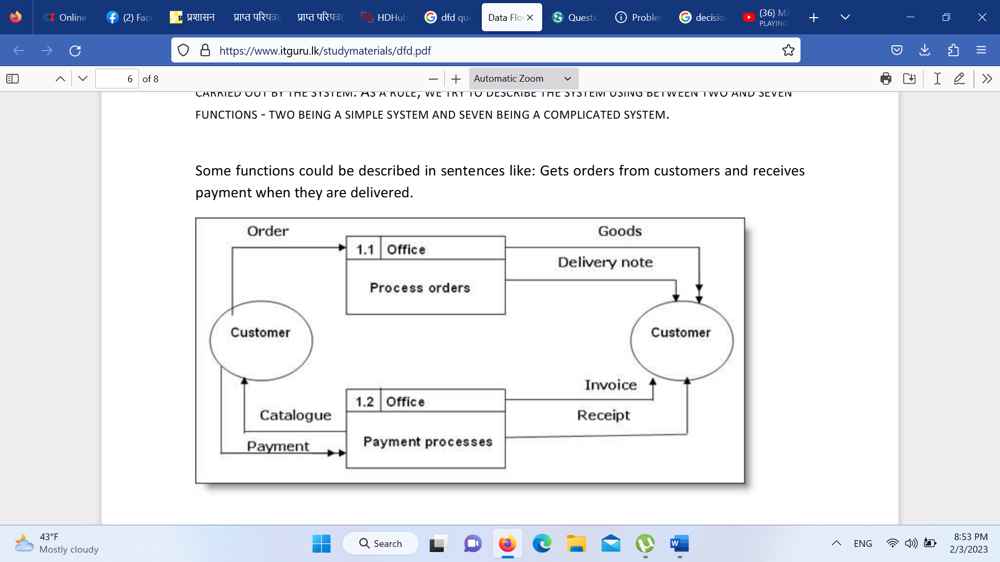 Online
(2) Face
प्रशासन
प्राप्त परिपत्रह
प्राप्त परिपत्रह
HDHub
dfd que
Data Flo
Questic
Problem
decisio
(36) Mi
PLAYING
https://www.itguru.lk/studymaterials/dfd.pdf
6 of 8
Automatic Zoom
CARRIED OUT BY THE SYSTEM. AS A RULE, WE TRY TO DESCRIBE THE SYSTEM USING BETWEEN TWO AND SEVEN
FUNCTIONS - TWO BEING A SIMPLE SYSTEM AND SEVEN BEING A COMPLICATED SYSTEM.
Some functions could be described in sentences like: Gets orders from customers and receives
payment when they are delivered.
Order
Goods
1.1 Office
Delivery note
Process orders
Customer
Customer
Invoice
1.2 Office
Catalogue
Receipt
Payment processes
Payment
43°F
Mostly cloudy
Search
ENG
8:53 PM
2/3/2023